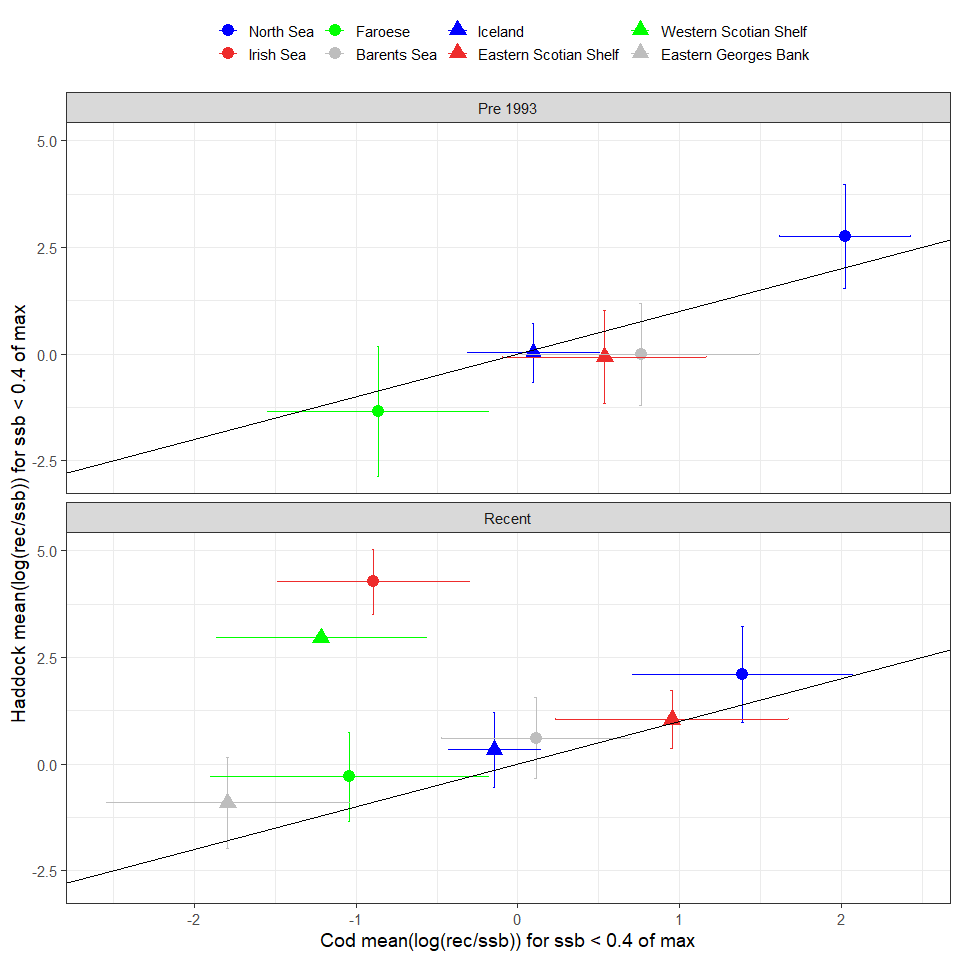 North Sea Faroese Iceland Western Scotian Shelf
Irish Sea Barents Sea Eastern Scotian Shelf Eastern Georges Bank
Pre 1993
5.0
2.5
0.0
-2.5
Recent
5.0
2.5
0.0
-2.5
-2 -1 0 1 2
Cod mean(log(rec/ssb)) for ssb < 0.4 of max
Haddock mean(log(rec/ssb)) for ssb < 0.4 of max